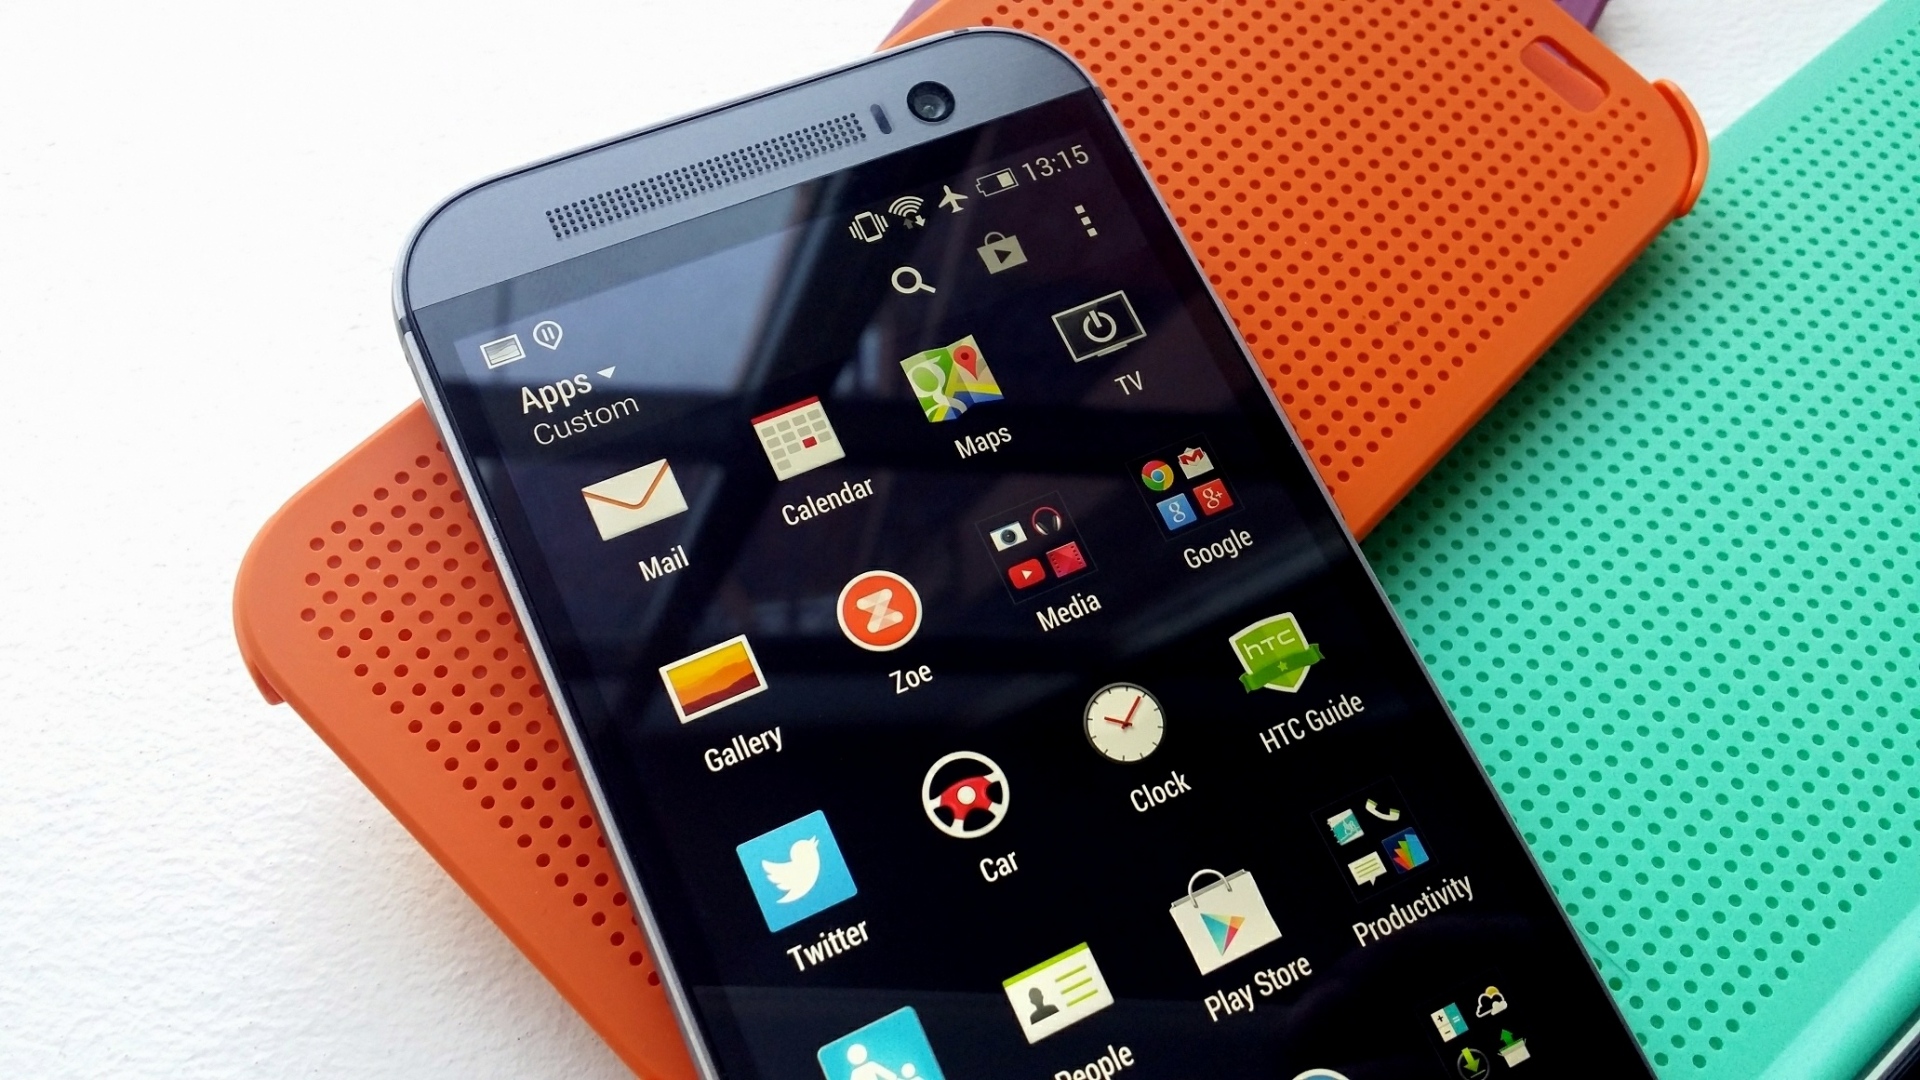 13:15
Apps
Custom
Mail
Calendar
Maps
TV
Gallery
Zoe
Media
Google
Twitter
Car
Clock
HTC Guide
hTC
People
Play Store
Productivity
g
g+